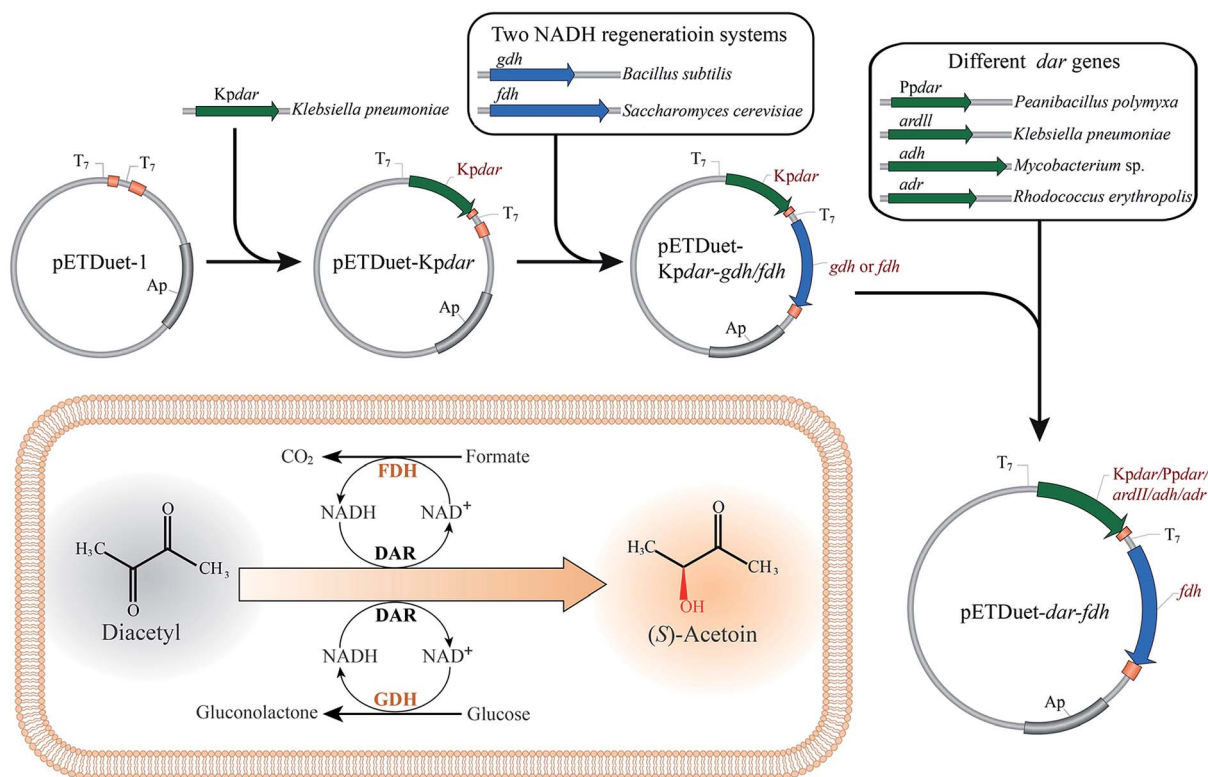 Two NADH regeneratioin systems
gdh
Bacillus subtilis
fdh
Saccharomyces cerevisiae
Different dar genes
Ppdar
Peanibacillus polymyxa
ardII
Klebsiella pneumoniae
adh
Mycobacterium sp.
adr
Rhodococcus erythropolis
Kpdar
Klebsiella pneumoniae
T7
T7
pETDuet-1
Ap
T7
Kpdar
T7
pETDuet-Kpdar
Ap
T7
Kpdar
T7
pETDuet-
Kpdar-gdh/fdh
gdh or fdh
Ap
CO2
Formate
FDH
NADH
NAD+
DAR
H3C
O
O
CH3
Diacetyl
DAR
NADH
NAD+
GDH
Gluconolactone
Glucose
O
H3C
CH3
OH
(S)-Acetoin
T7
Kpdar/Ppdar/
ardII/adh/adr
T7
pETDuet-dar-fdh
fdh
Ap